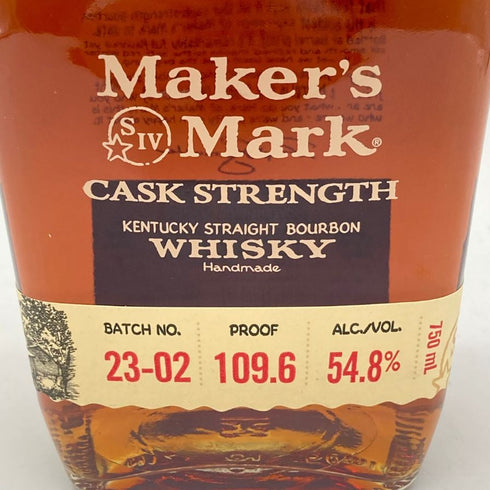 Maker's
S IV Mark®
CASK STRENGTH
KENTUCKY STRAIGHT BOURBON
WHISKY
Handmade
BATCH NO. PROOF ALC./VOL.
23-02 109.6 54.8%
750 ml